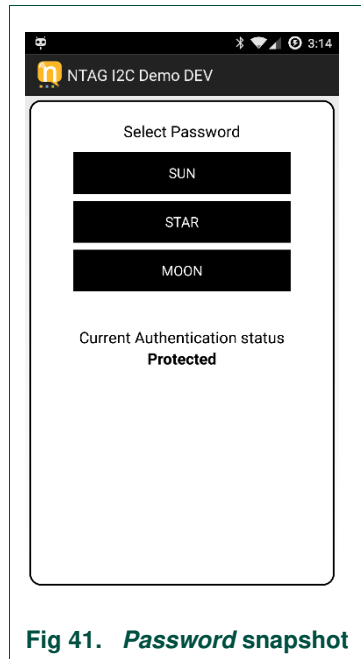 3:14
NTAG I2C Demo DEV
Select Password
SUN
STAR
MOON
Current Authentication status
Protected
Fig 41. Password snapshot